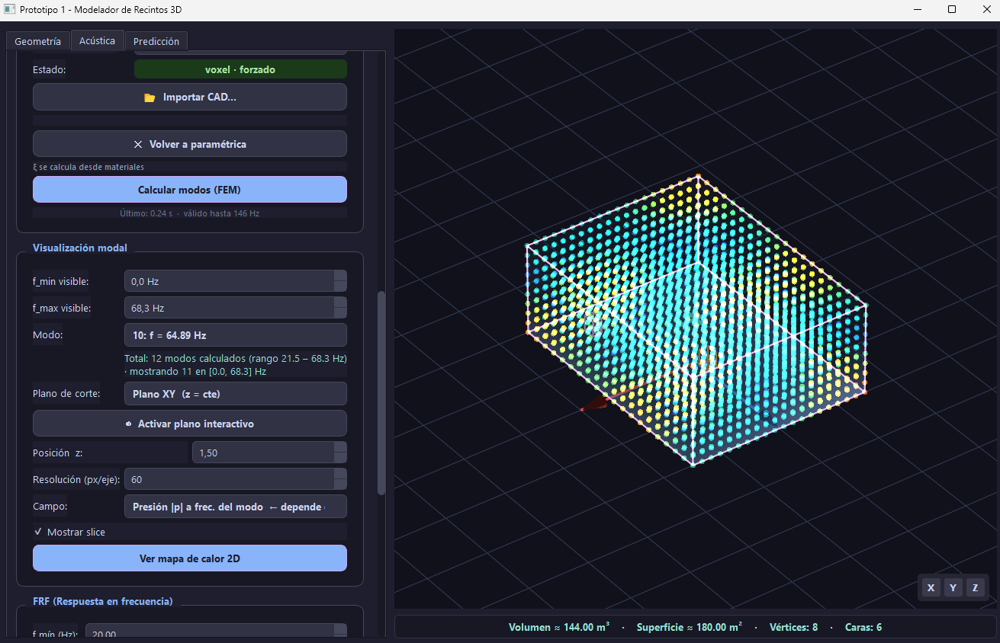 Prototipo 1 - Modelador de Recintos 3D
Geometría
Acústica
Predicción
Estado:
voxel · forzado
Importar CAD...
Volver a paramétrica
ξ se calcula desde materiales
Calcular modos (FEM)
Último: 0.24 s · válido hasta 146 Hz
Visualización modal
f_min visible:
0,0 Hz
f_max visible:
68,3 Hz
Modo:
10: f = 64.89 Hz
Total: 12 modos calculados (rango 21.5 – 68.3 Hz)
· mostrando 11 en [0.0, 68.3] Hz
Plano de corte:
Plano XY (z = cte)
Activar plano interactivo
Posición z:
1,50
Resolución (px/eje):
60
Campo:
Presión |p| a frec. del modo ← depende
✓ Mostrar slice
Ver mapa de calor 2D
FRF (Respuesta en frecuencia)
f mín (Hz):
20.00
X Y Z
Volumen ≈ 144.00 m³ · Superficie ≈ 180.00 m² · Vértices: 8 · Caras: 6